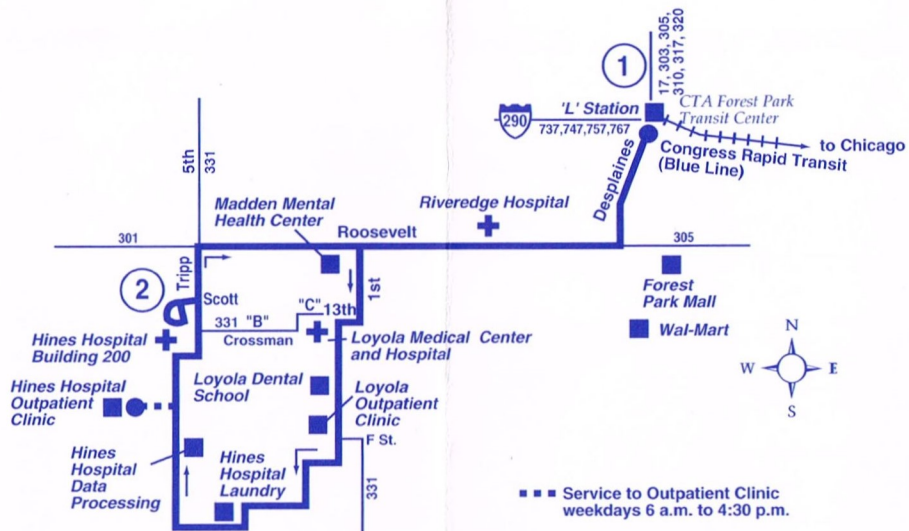 1
17, 303, 305,
310, 317, 320
'L' Station
CTA Forest Park
Transit Center
290
737,747,757,767
to Chicago
Congress Rapid Transit
(Blue Line)
Desplaines
5th
331
Madden Mental
Health Center
Riveredge Hospital
Roosevelt
301
305
Tripp
2
Scott
1st
"C"
13th
331 "B"
Crossman
Forest
Park Mall
Wal-Mart
Hines Hospital
Building 200
Loyola Medical Center
and Hospital
N
W
E
S
Hines Hospital
Outpatient
Clinic
Loyola Dental
School
Loyola
Outpatient
Clinic
F St.
331
Hines
Hospital
Data
Processing
Hines
Hospital
Laundry
Service to Outpatient Clinic
weekdays 6 a.m. to 4:30 p.m.